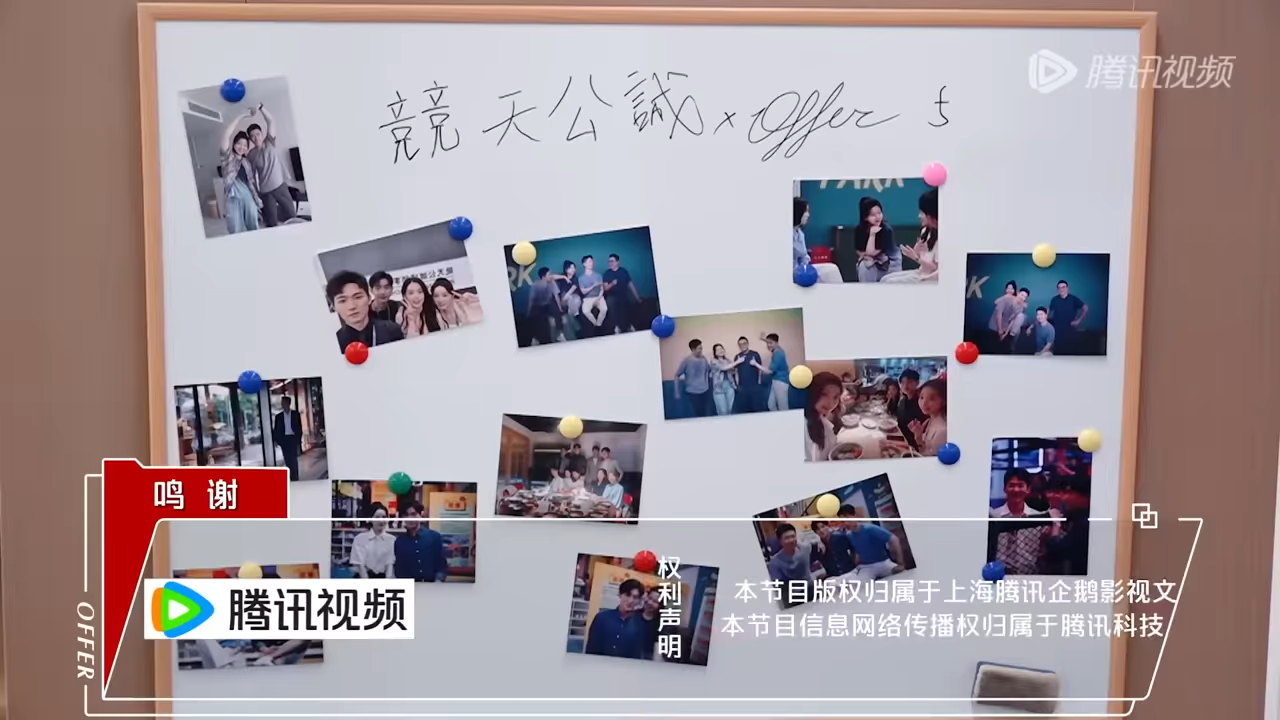 腾讯视频
競天公誠 × Offer 5
PARK
RK
K
鸣 谢
OFFER
腾讯视频
权利声明
本节目版权归属于上海腾讯企鹅影视文
本节目信息网络传播权归属于腾讯科技